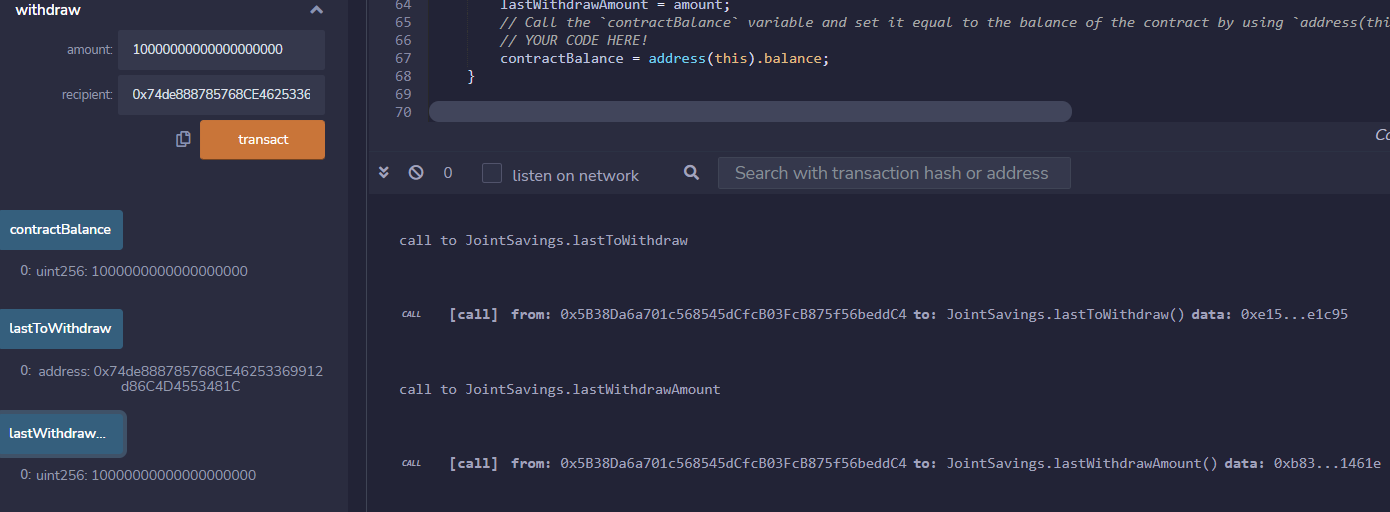 withdraw
amount:
10000000000000000000
recipient:
0x74de888785768CE4625336
transact
contractBalance
0: uint256: 1000000000000000000
lastToWithdraw
0: address: 0x74de888785768CE46253369912
d86C4D4553481C
lastWithdraw...
0: uint256: 10000000000000000000
64 lastWithdrawAmount = amount;
65 // Call the `contractBalance` variable and set it equal to the balance of the contract by using `address(thi
66 // YOUR CODE HERE!
67 contractBalance = address(this).balance;
68 }
69
70
Co
0 listen on network Search with transaction hash or address
call to JointSavings.lastToWithdraw
CALL [call] from: 0x5B38Da6a701c568545dCfcB03FcB875f56beddC4 to: JointSavings.lastToWithdraw() data: 0xe15...e1c95
call to JointSavings.lastWithdrawAmount
CALL [call] from: 0x5B38Da6a701c568545dCfcB03FcB875f56beddC4 to: JointSavings.lastWithdrawAmount() data: 0xb83...1461e